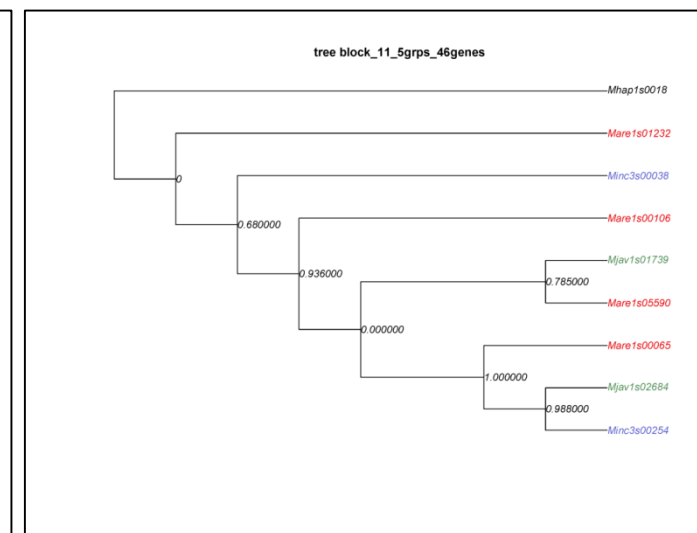 tree block_11_5grps_46genes
Mhap1s0018
Mare1s01232
0
Minc3s00038
0.680000
Mare1s00106
0.936000
Mjav1s01739
0.785000
Mare1s05590
0.000000
Mare1s00065
1.000000
Mjav1s02684
0.988000
Minc3s00254